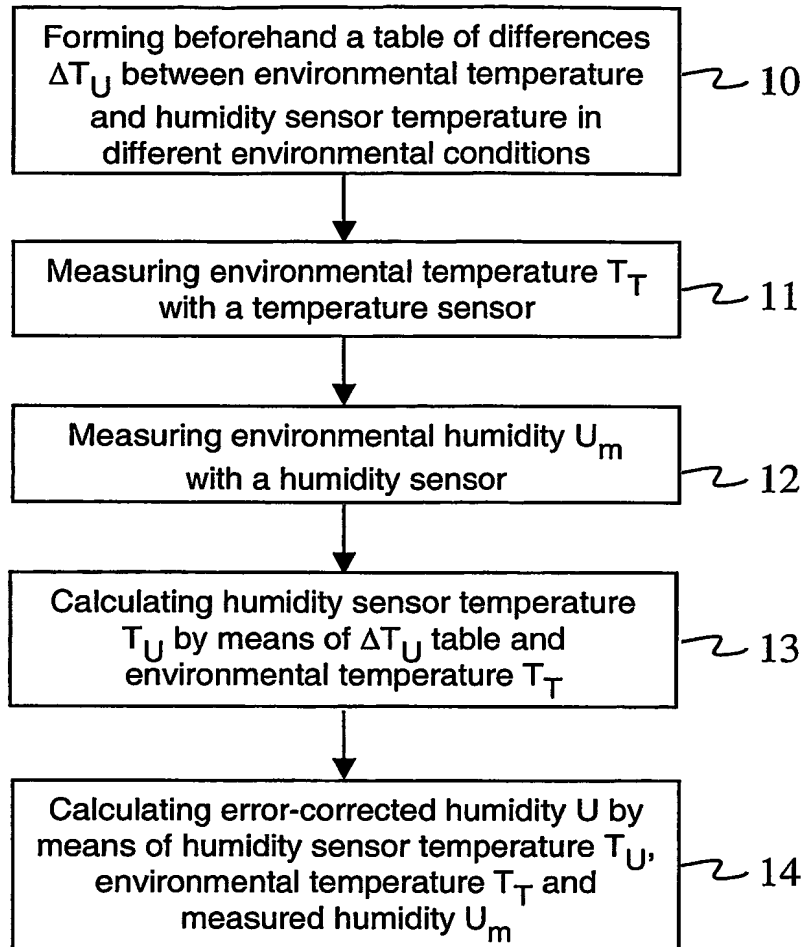 Forming beforehand a table of differences
ΔTU between environmental temperature
and humidity sensor temperature in
different environmental conditions
10
Measuring environmental temperature TT
with a temperature sensor
11
Measuring environmental humidity Um
with a humidity sensor
12
Calculating humidity sensor temperature
TU by means of ΔTU table and
environmental temperature TT
13
Calculating error-corrected humidity U by
means of humidity sensor temperature TU,
environmental temperature TT and
measured humidity Um
14